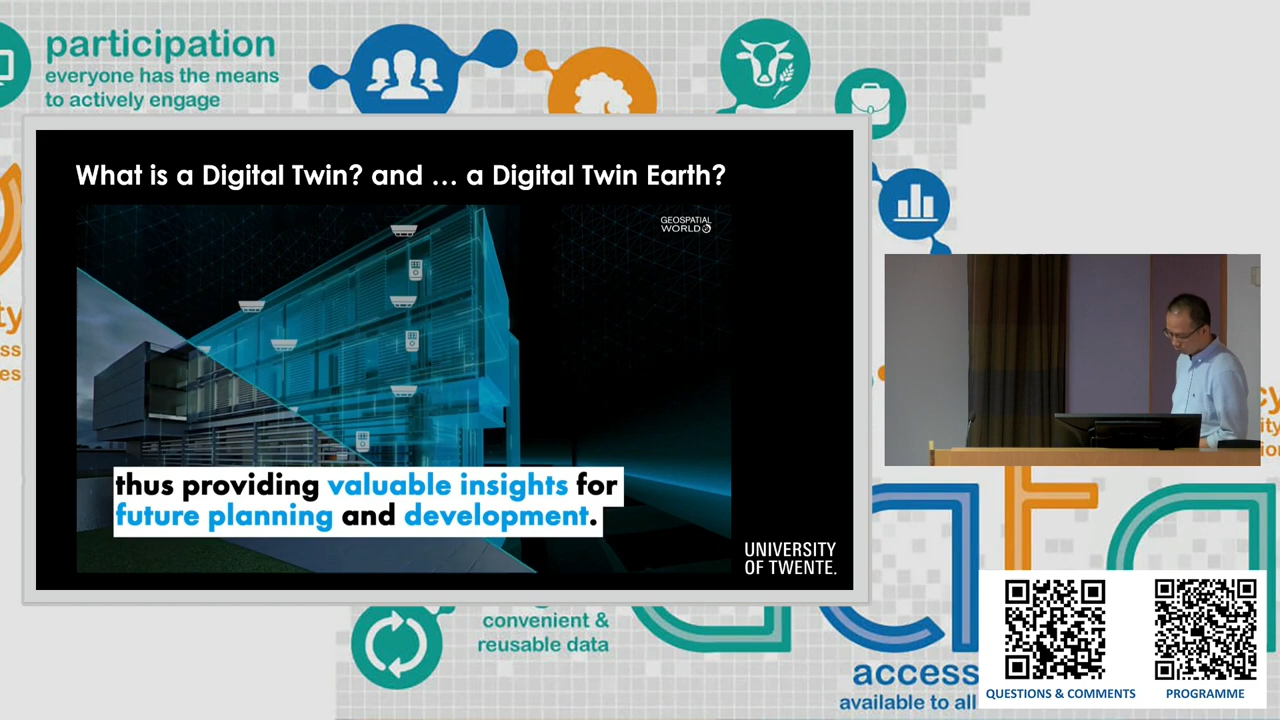 participation
everyone has the means
to actively engage
What is a Digital Twin? and … a Digital Twin Earth?
GEOSPATIAL
WORLD
thus providing valuable insights for
future planning and development.
UNIVERSITY
OF TWENTE.
convenient &
reusable data
access
available to all
QUESTIONS & COMMENTS
PROGRAMME